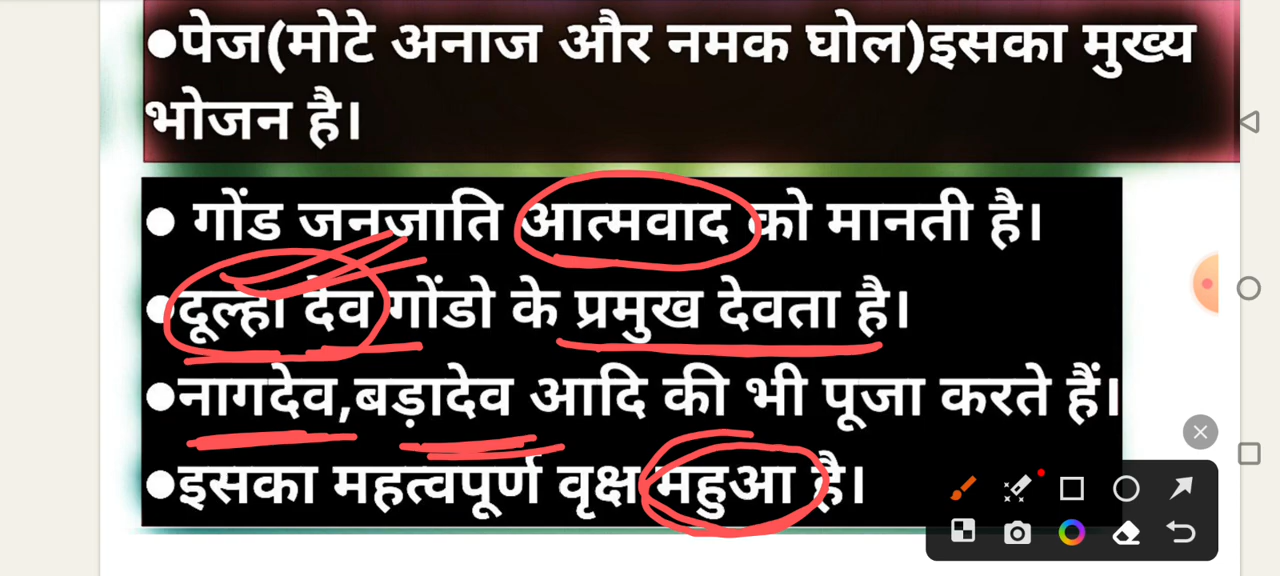 ●पेज(मोटे अनाज और नमक घोल)इसका मुख्य
भोजन है।
● गोंड जनजाति आत्मवाद को मानती है।
●दूल्हा देव गोंडो के प्रमुख देवता है।
●नागदेव,बड़ादेव आदि की भी पूजा करते हैं।
●इसका महत्वपूर्ण वृक्ष महुआ है।